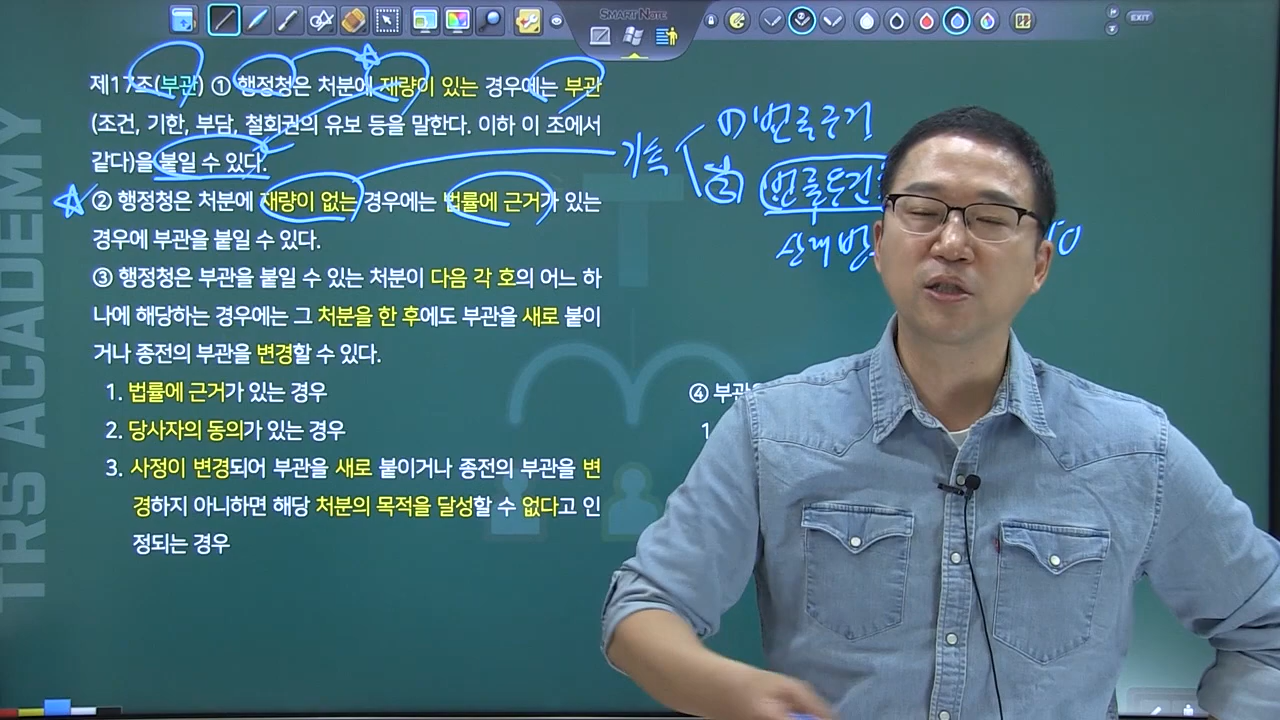 SMART NOTE
EXIT
제17조(부관) ① 행정청은 처분에 재량이 있는 경우에는 부관
(조건, 기한, 부담, 철회권의 유보 등을 말한다. 이하 이 조에서
같다)을 붙일 수 있다.
② 행정청은 처분에 재량이 없는 경우에는 법률에 근거가 있는
경우에 부관을 붙일 수 있다.
③ 행정청은 부관을 붙일 수 있는 처분이 다음 각 호의 어느 하
나에 해당하는 경우에는 그 처분을 한 후에도 부관을 새로 붙이
거나 종전의 부관을 변경할 수 있다.
1. 법률에 근거가 있는 경우
2. 당사자의 동의가 있는 경우
3. 사정이 변경되어 부관을 새로 붙이거나 종전의 부관을 변
경하지 아니하면 해당 처분의 목적을 달성할 수 없다고 인
정되는 경우
기속
법률근거
④ 부관
1
TRS ACADEMY